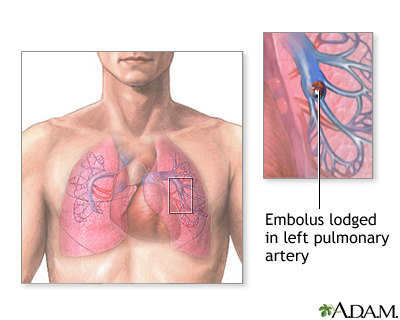 Embolus lodged
in left pulmonary
artery
A.D.A.M.